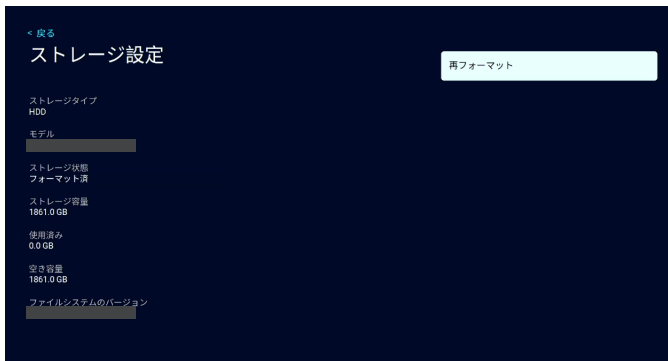 < 戻る
ストレージ設定
再フォーマット
ストレージタイプ
HDD
モデル
ストレージ状態
フォーマット済
ストレージ容量
1861.0 GB
使用済み
0.0 GB
空き容量
1861.0 GB
ファイルシステムのバージョン